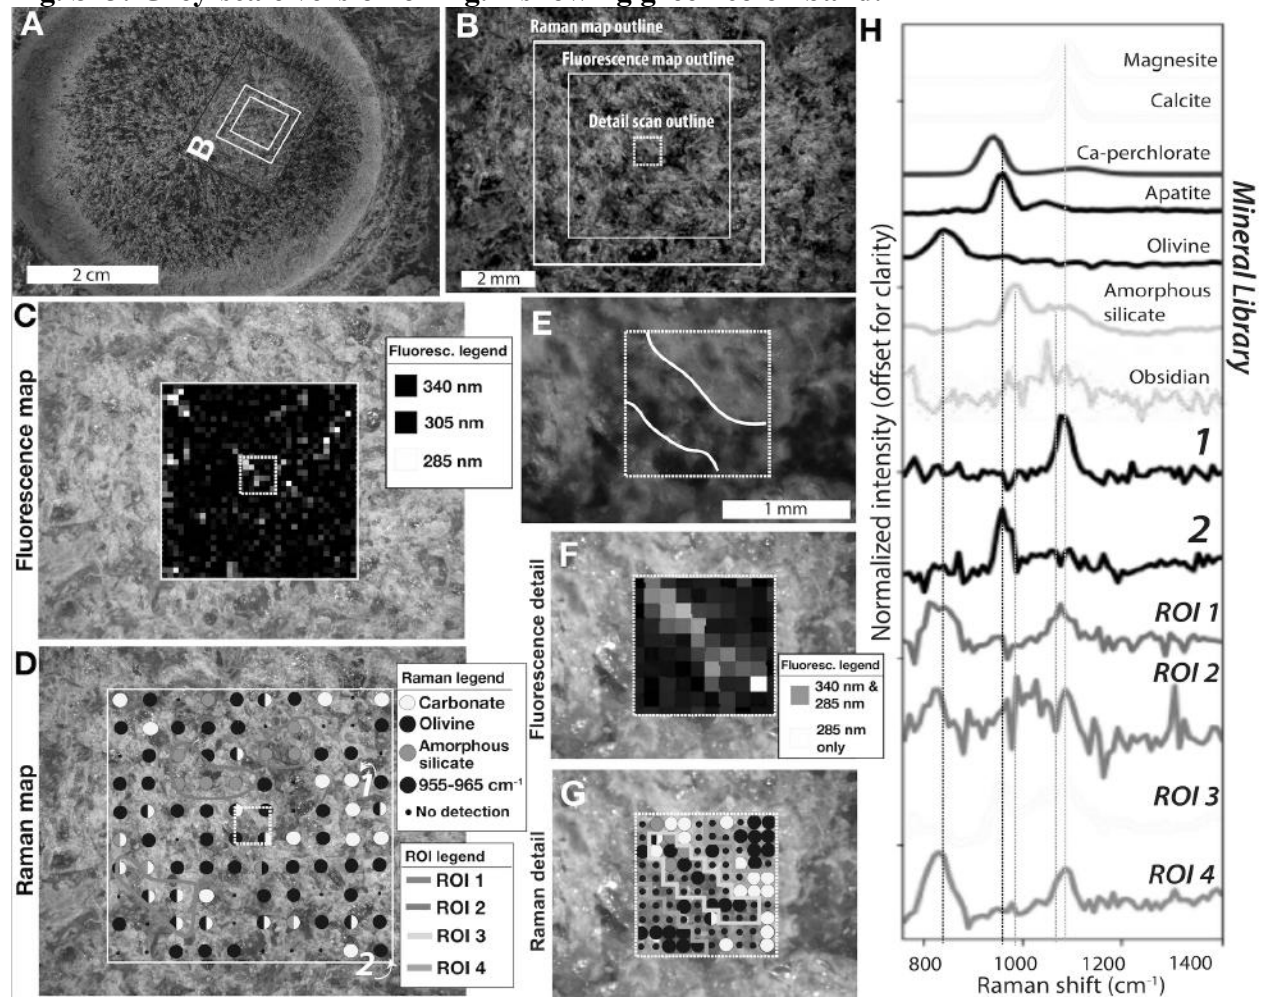 A
B
2 cm
B
Raman map outline
Fluorescence map outline
Detail scan outline
2 mm
C
Fluorescence map
Fluoresc. legend
340 nm
305 nm
285 nm
D
Raman map
1
2
Raman legend
Carbonate
Olivine
Amorphous
silicate
955-965 cm⁻¹
No detection
ROI legend
ROI 1
ROI 2
ROI 3
ROI 4
E
1 mm
F
Fluorescence detail
Fluoresc. legend
340 nm &
285 nm
285 nm
only
G
Raman detail
H
Normalized intensity (offset for clarity)
Magnesite
Calcite
Ca-perchlorate
Apatite
Olivine
Amorphous
silicate
Obsidian
Mineral Library
1
2
ROI 1
ROI 2
ROI 3
ROI 4
800
1000
1200
1400
Raman shift (cm⁻¹)